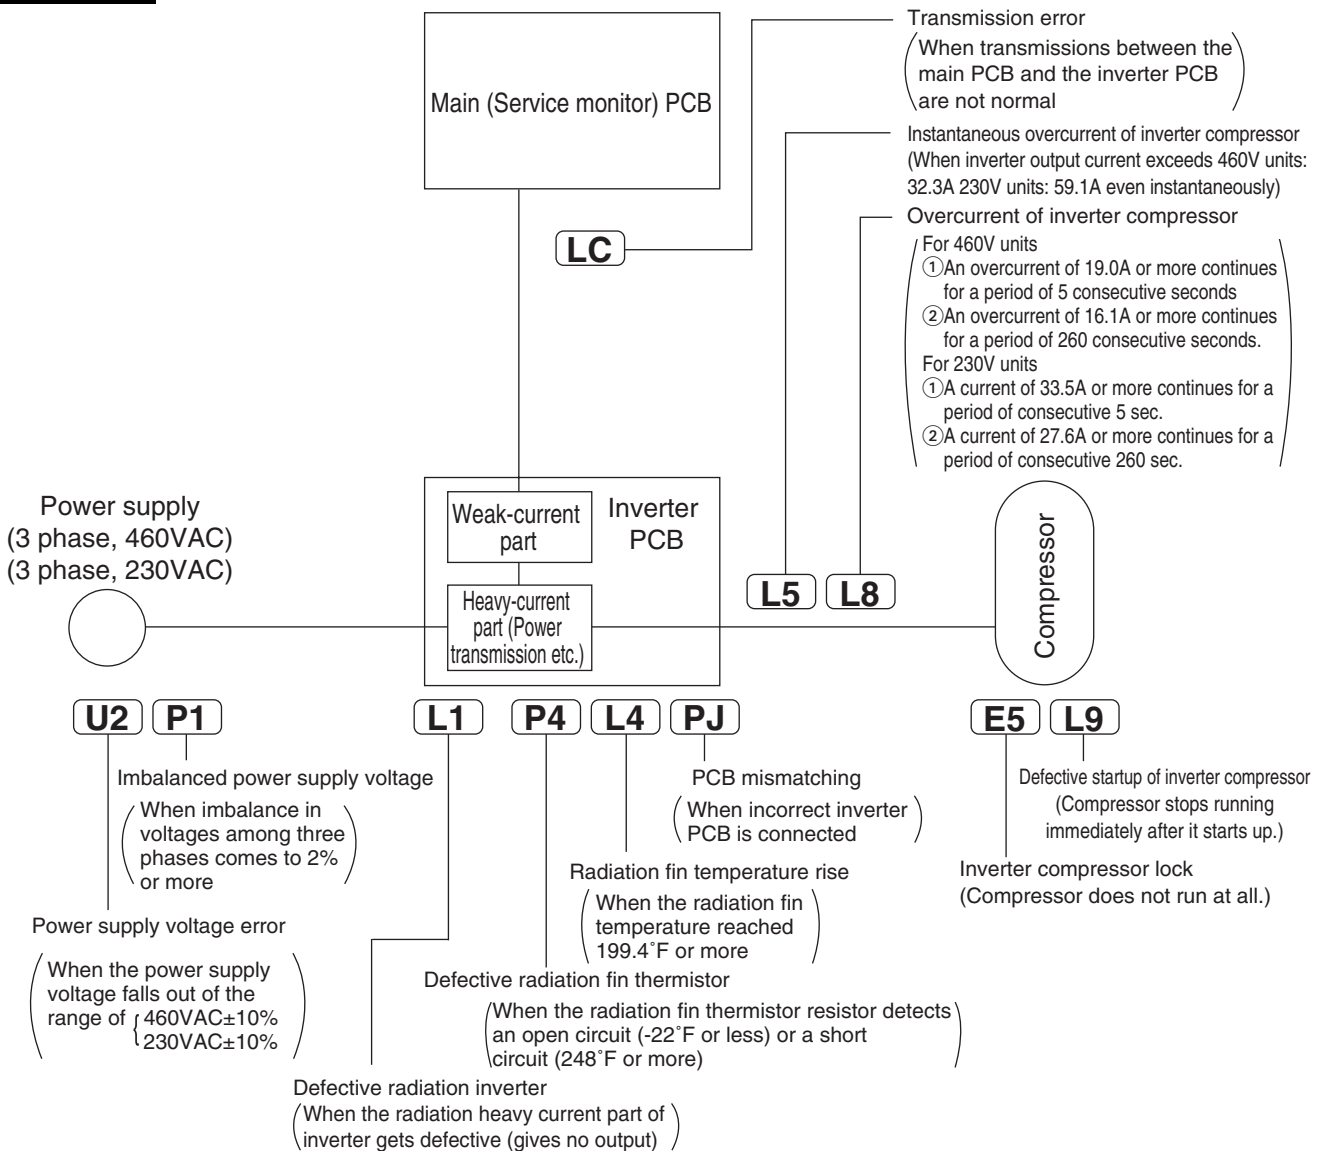 Transmission error
When transmissions between the
main PCB and the inverter PCB
are not normal
Main (Service monitor) PCB
Instantaneous overcurrent of inverter compressor
(When inverter output current exceeds 460V units:
32.3A 230V units: 59.1A even instantaneously)
Overcurrent of inverter compressor
LC
For 460V units
①An overcurrent of 19.0A or more continues
for a period of 5 consecutive seconds
②An overcurrent of 16.1A or more continues
for a period of 260 consecutive seconds.
For 230V units
①A current of 33.5A or more continues for a
period of consecutive 5 sec.
②A current of 27.6A or more continues for a
period of consecutive 260 sec.
Power supply
(3 phase, 460VAC)
(3 phase, 230VAC)
Weak-current
part
Inverter
PCB
Heavy-current
part (Power
transmission etc.)
L5 L8
Compressor
U2 P1
L1
P4 L4 PJ
E5 L9
Imbalanced power supply voltage
When imbalance in
voltages among three
phases comes to 2%
or more
PCB mismatching
When incorrect inverter
PCB is connected
Defective startup of inverter compressor
(Compressor stops running
immediately after it starts up.)
Radiation fin temperature rise
When the radiation fin
temperature reached
199.4˚F or more
Inverter compressor lock
(Compressor does not run at all.)
Power supply voltage error
When the power supply
voltage falls out of the
range of { 460VAC±10%
230VAC±10%
Defective radiation fin thermistor
When the radiation fin thermistor resistor detects
an open circuit (-22˚F or less) or a short
circuit (248˚F or more)
Defective radiation inverter
When the radiation heavy current part of
inverter gets defective (gives no output)